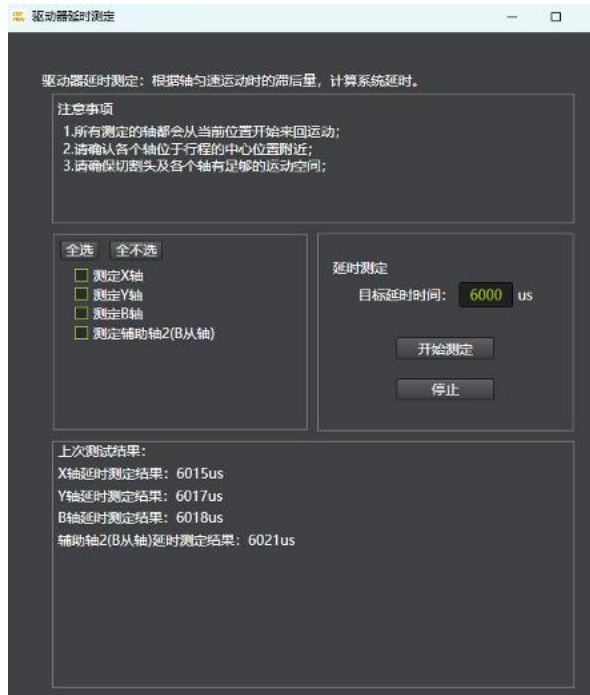 驱动器延时测定
驱动器延时测定：根据轴匀速运动时的滞后量，计算系统延时。
注意事项
1.所有测定的轴都会从当前位置开始来回运动；
2.请确认各个轴位于行程的中心位置附近；
3.请确保切割头及各个轴有足够的运动空间；
全选 全不选
测定X轴
测定Y轴
测定B轴
测定辅助轴2(B从轴)
延时测定
目标延时时间： 6000 us
开始测定
停止
上次测试结果：
X轴延时测定结果：6015us
Y轴延时测定结果：6017us
B轴延时测定结果：6018us
辅助轴2(B从轴)延时测定结果：6021us